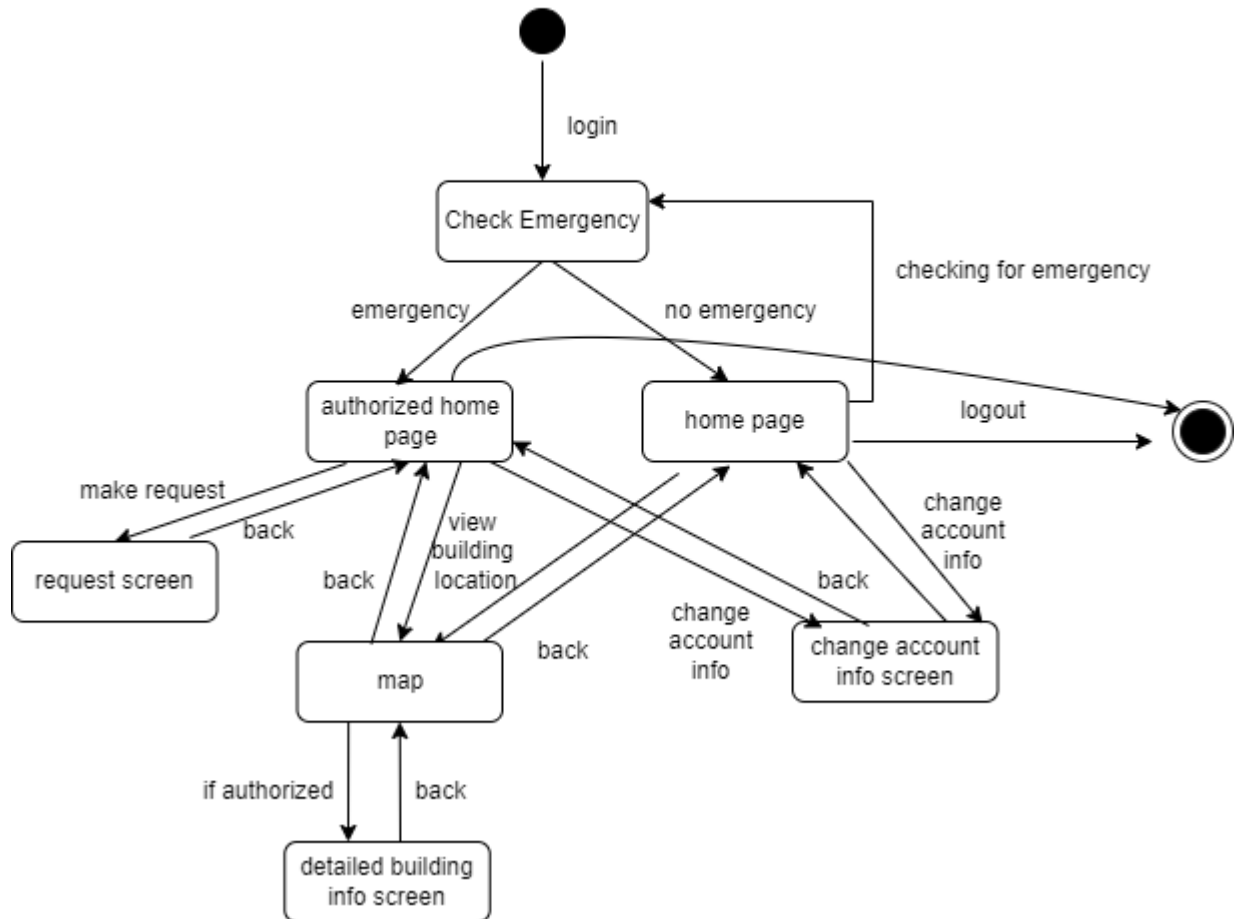 login
Check Emergency
checking for emergency
emergency
no emergency
authorized home
page
home page
logout
make request
back
view
building
location
change
account
info
request screen
back
back
change
account
info
back
map
change account
info screen
if authorized
back
detailed building
info screen